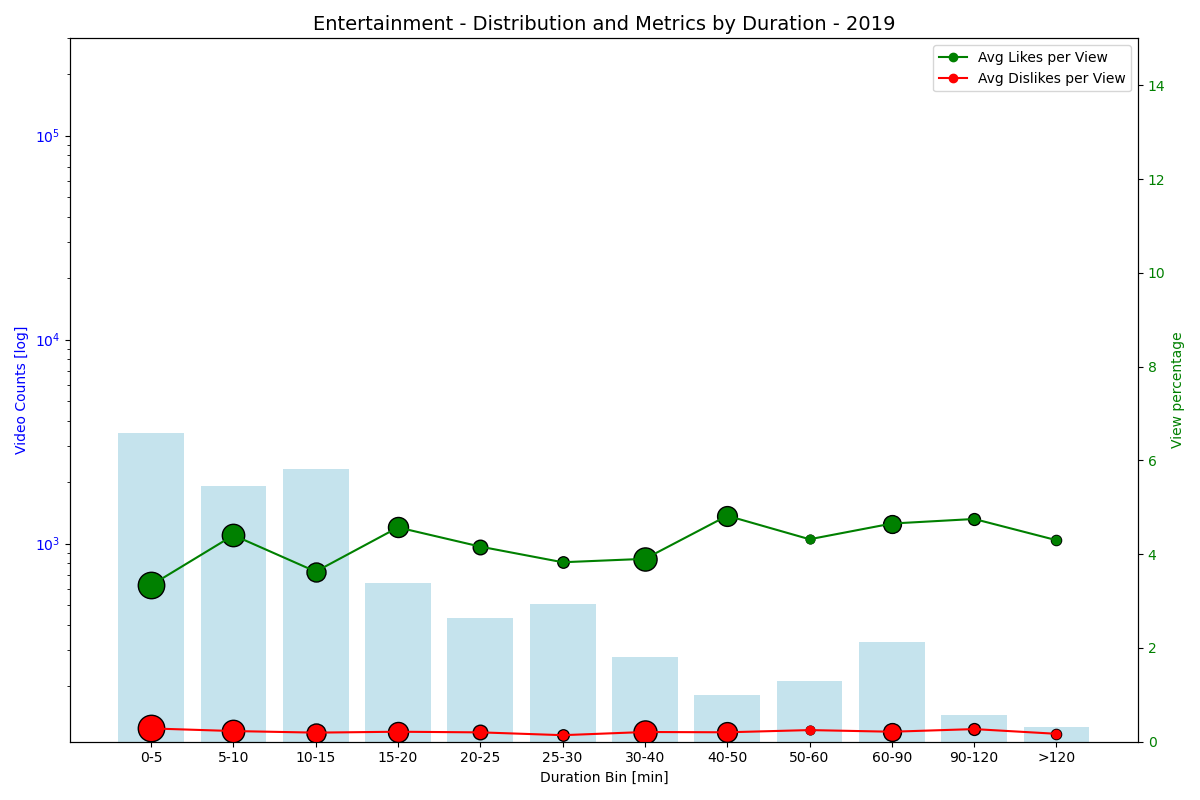 Entertainment - Distribution and Metrics by Duration - 2019
Avg Likes per View
Avg Dislikes per View
Video Counts [log]
10^5
10^4
10^3
14
12
10
8
6
4
2
0
View percentage
0-5 5-10 10-15 15-20 20-25 25-30 30-40 40-50 50-60 60-90 90-120 >120
Duration Bin [min]